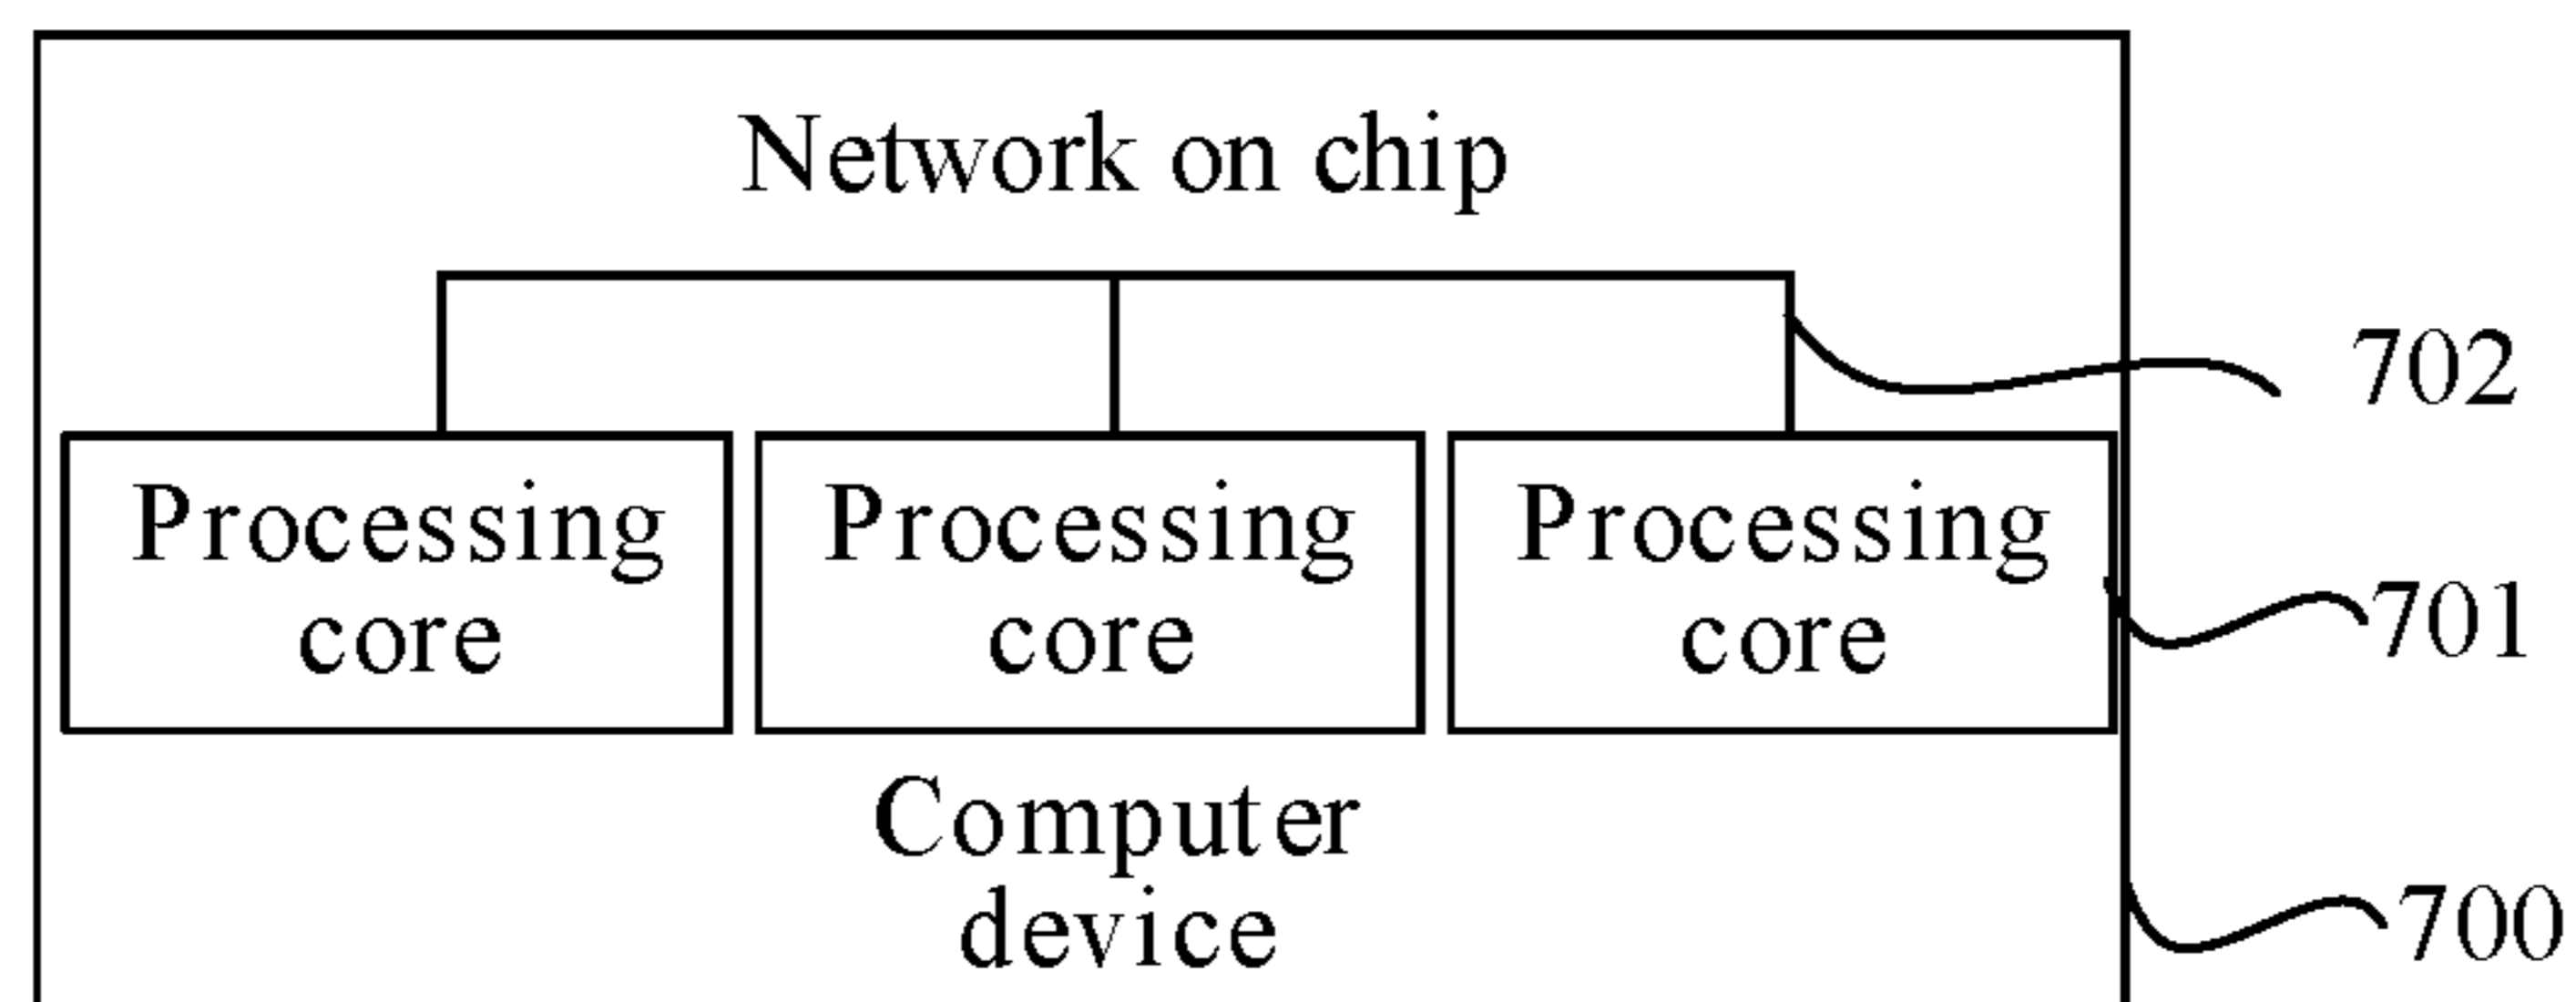 Network on chip
702
Processing core
Processing core
Processing core
701
Computer
device
700